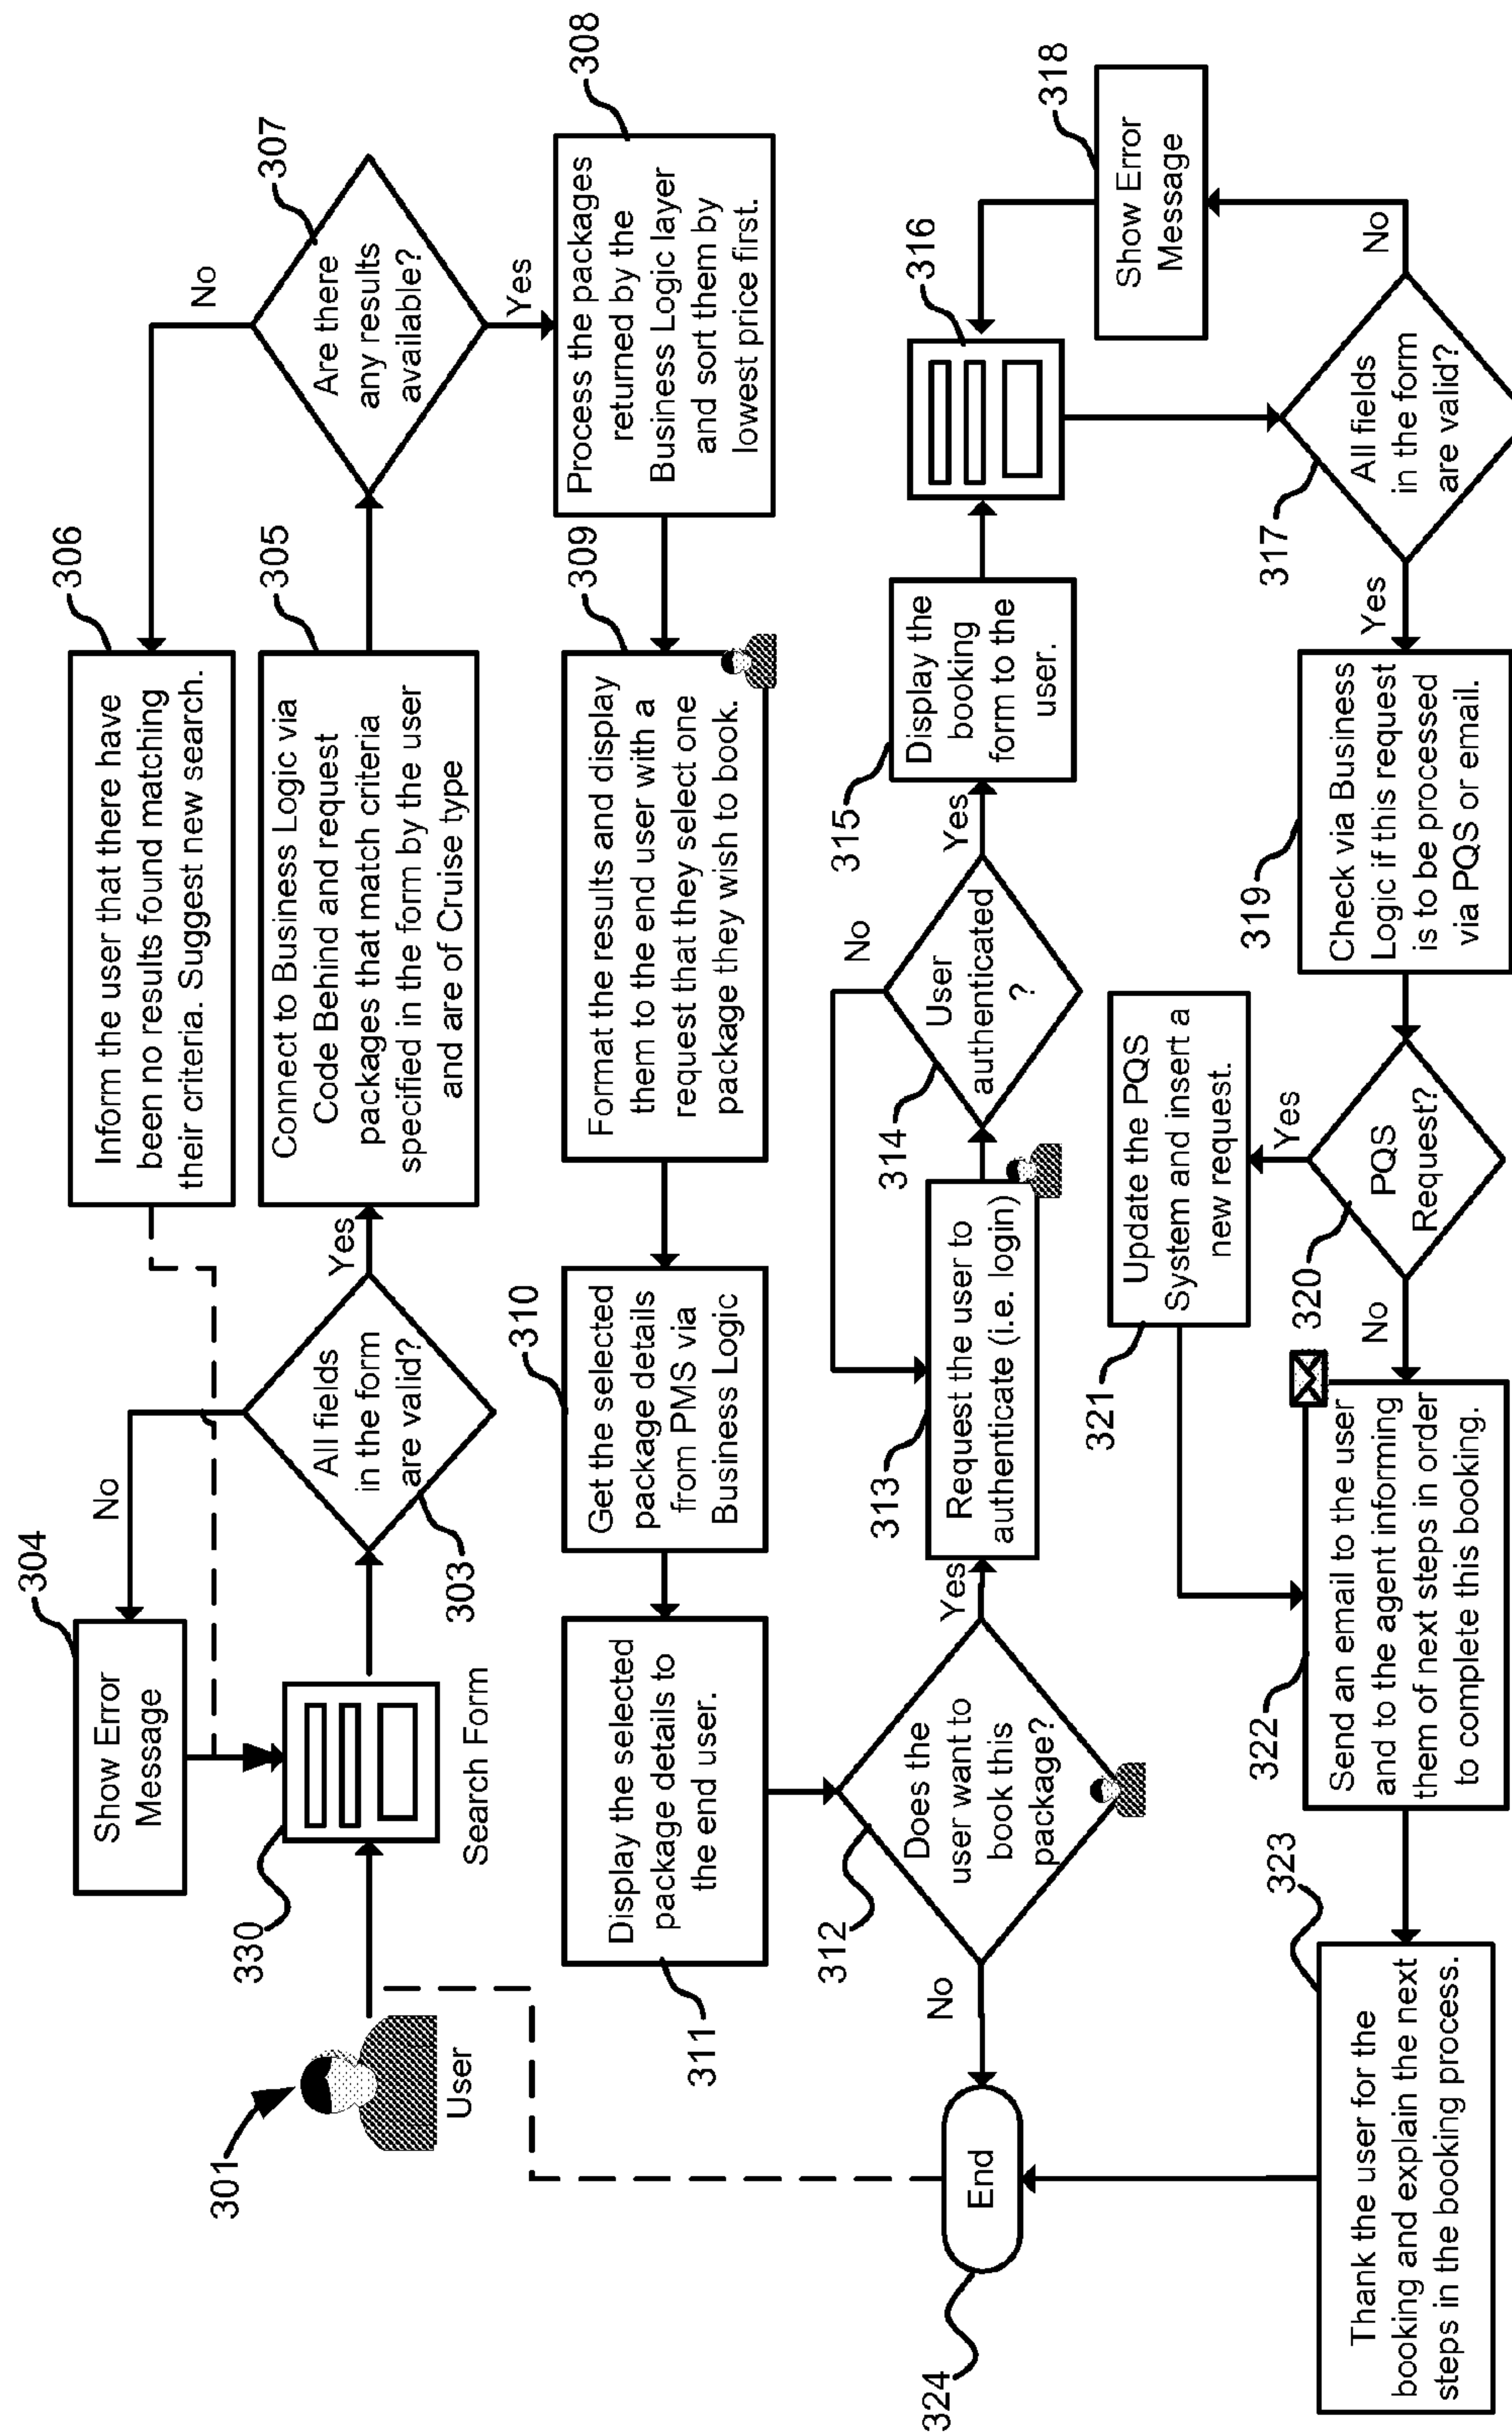 301
User
330
Search Form
304
Show Error
Message
No
303
All fields
in the form
are valid?
Yes
306
Inform the user that there have
been no results found matching
their criteria. Suggest new search.
305
Connect to Business Logic via
Code Behind and request
packages that match criteria
specified in the form by the user
and are of Cruise type
307
Are there
any results
available?
No
Yes
308
Process the packages
returned by the
Business Logic layer
and sort them by
lowest price first.
309
Format the results and display
them to the end user with a
request that they select one
package they wish to book.
310
Get the selected
package details
from PMS via
Business Logic
311
Display the selected
package details to
the end user.
312
Does the
user want to
book this
package?
No
Yes
313
Request the user to
authenticate (i.e. login)
314
User
authenticated
?
No
Yes
315
Display the
booking
form to the
user.
316
317
All fields
in the form
are valid?
No
318
Show Error
Message
Yes
319
Check via Business
Logic if this request
is to be processed
via PQS or email.
320
PQS
Request?
Yes
321
Update the PQS
System and insert a
new request.
No
322
Send an email to the user
and to the agent informing
them of next steps in order
to complete this booking.
323
Thank the user for the
booking and explain the next
steps in the booking process.
End
324